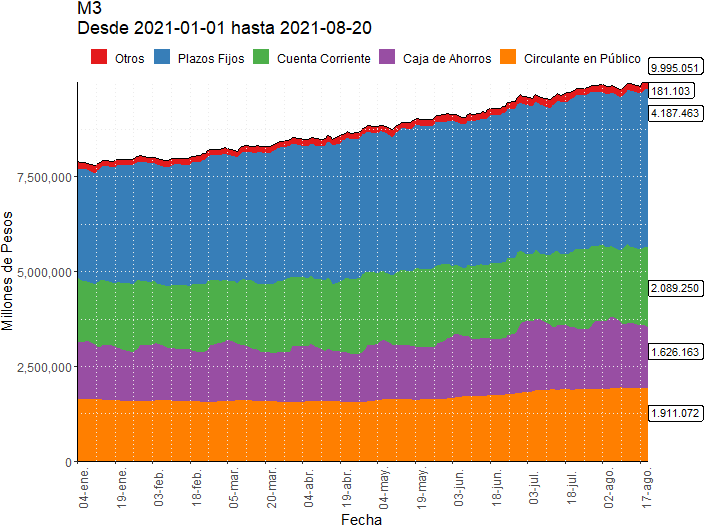 M3
Desde 2021-01-01 hasta 2021-08-20
Otros Plazos Fijos Cuenta Corriente Caja de Ahorros Circulante en Público
9.995.051
181.103
4.187.463
2.089.250
1.626.163
1.911.072
Millones de Pesos
7,500,000
5,000,000
2,500,000
0
04-ene.
19-ene.
03-feb.
18-feb.
05-mar.
20-mar.
04-abr.
19-abr.
04-may.
19-may.
03-jun.
18-jun.
03-jul.
18-jul.
02-ago.
17-ago.
Fecha